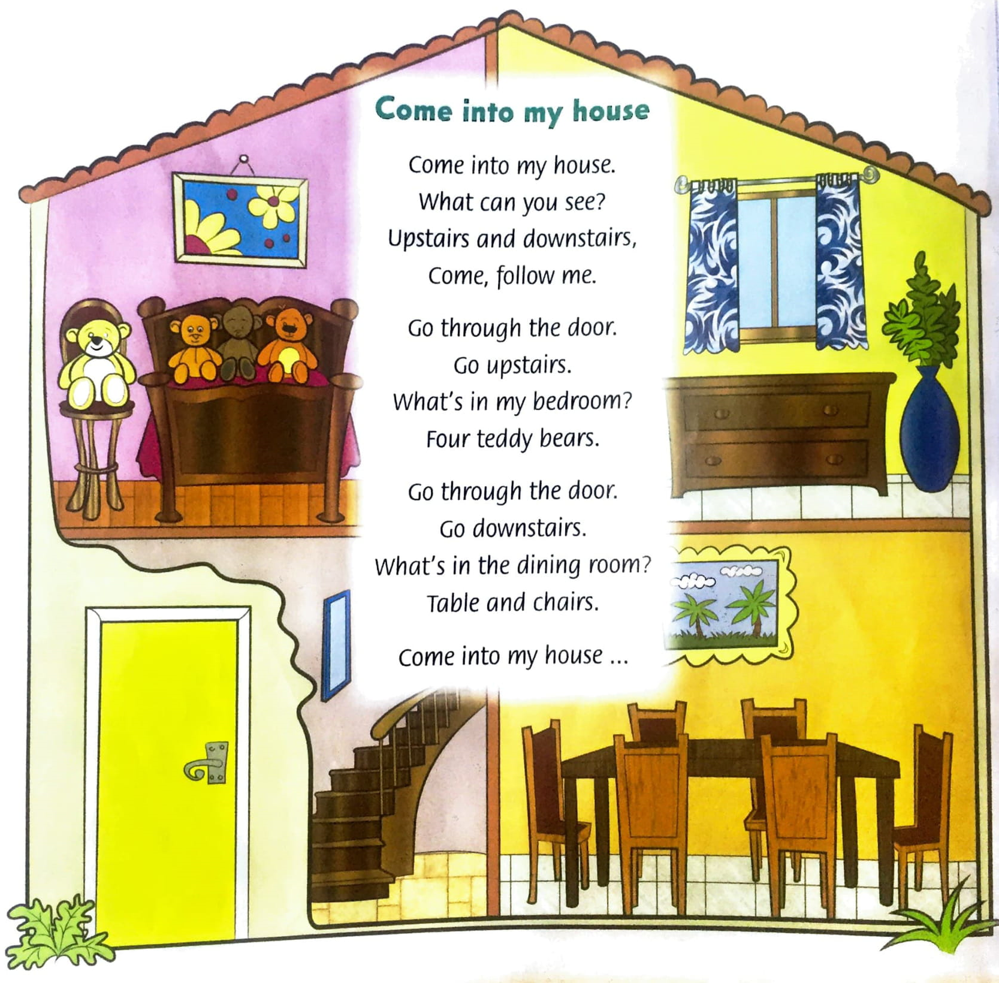 Come into my house
Come into my house.
What can you see?
Upstairs and downstairs,
Come, follow me.
Go through the door.
Go upstairs.
What's in my bedroom?
Four teddy bears.
Go through the door.
Go downstairs.
What's in the dining room?
Table and chairs.
Come into my house ...